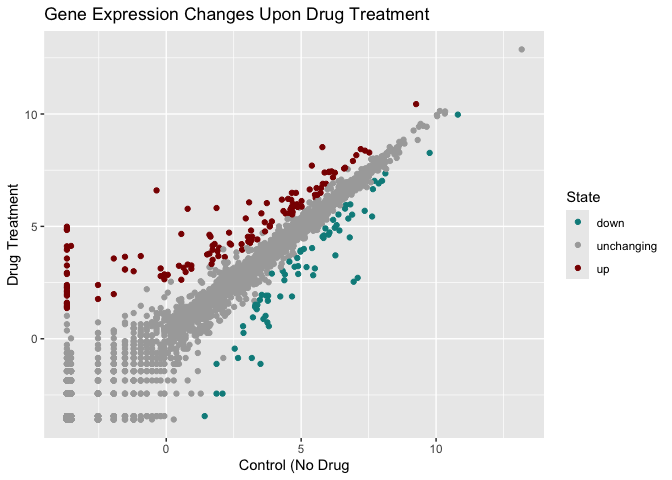 Gene Expression Changes Upon Drug Treatment
10
5
0
Drug Treatment
0
5
10
Control (No Drug
State
down
unchanging
up